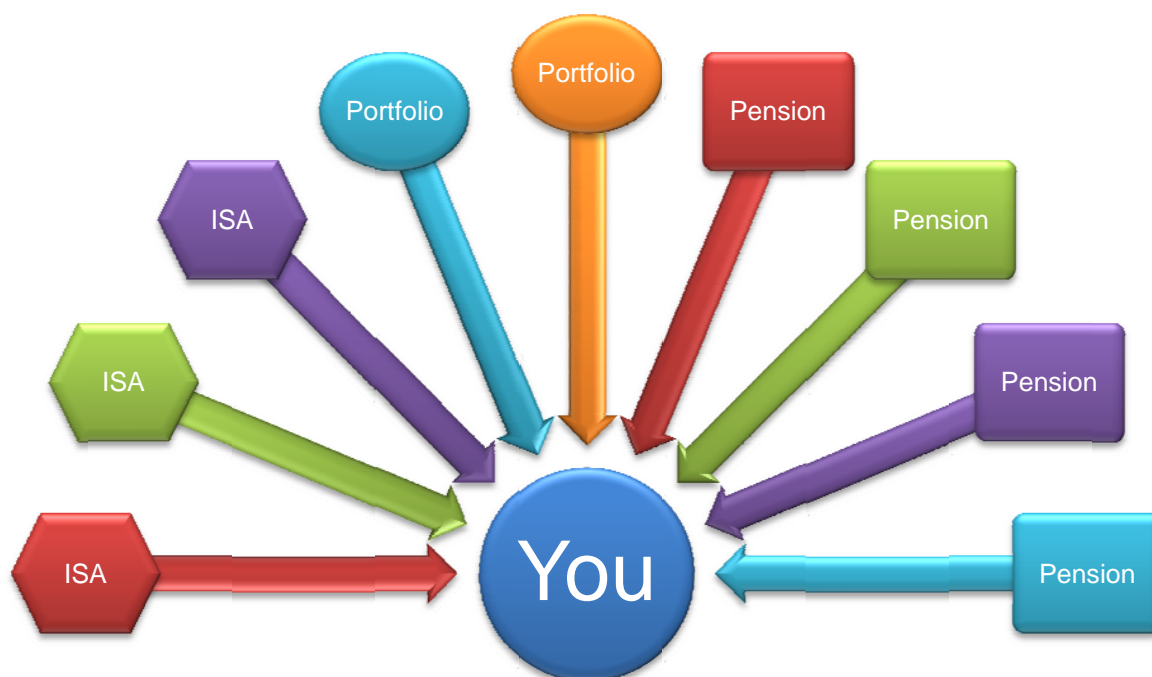 Portfolio
Portfolio
Pension
ISA
Pension
ISA
Pension
ISA
You
Pension